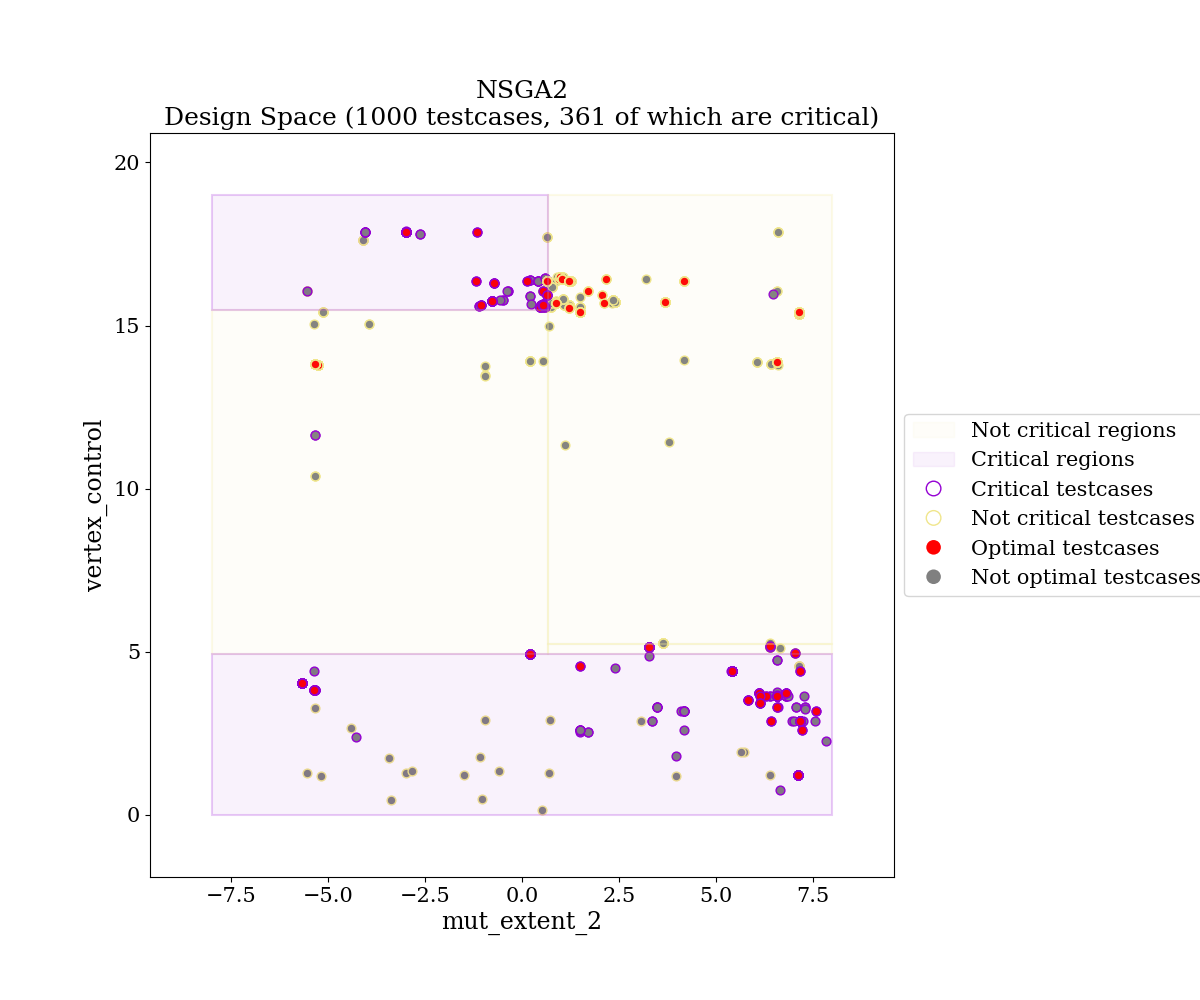 NSGA2
Design Space (1000 testcases, 361 of which are critical)
20
15
10
5
0
vertex_control
−7.5
−5.0
−2.5
0.0
2.5
5.0
7.5
mut_extent_2
Not critical regions
Critical regions
Critical testcases
Not critical testcases
Optimal testcases
Not optimal testcases